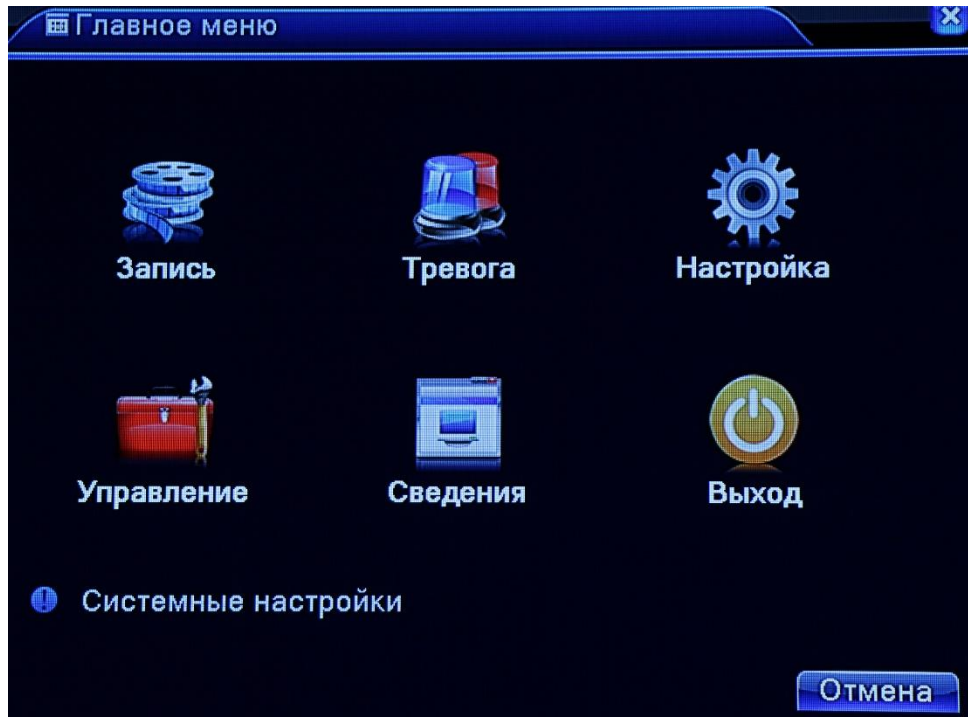 Главное меню
Запись
Тревога
Настройка
Управление
Сведения
Выход
Системные настройки
Отмена